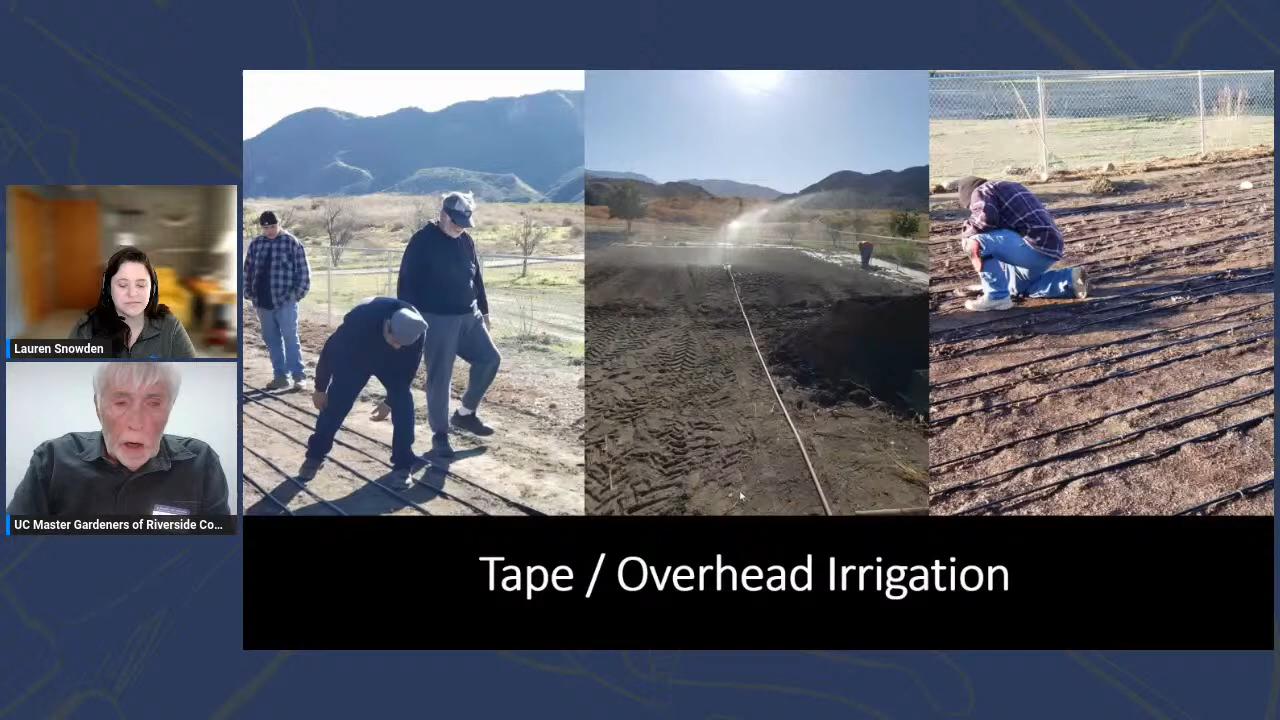 Lauren Snowden
UC Master Gardeners of Riverside Co...
Tape / Overhead Irrigation